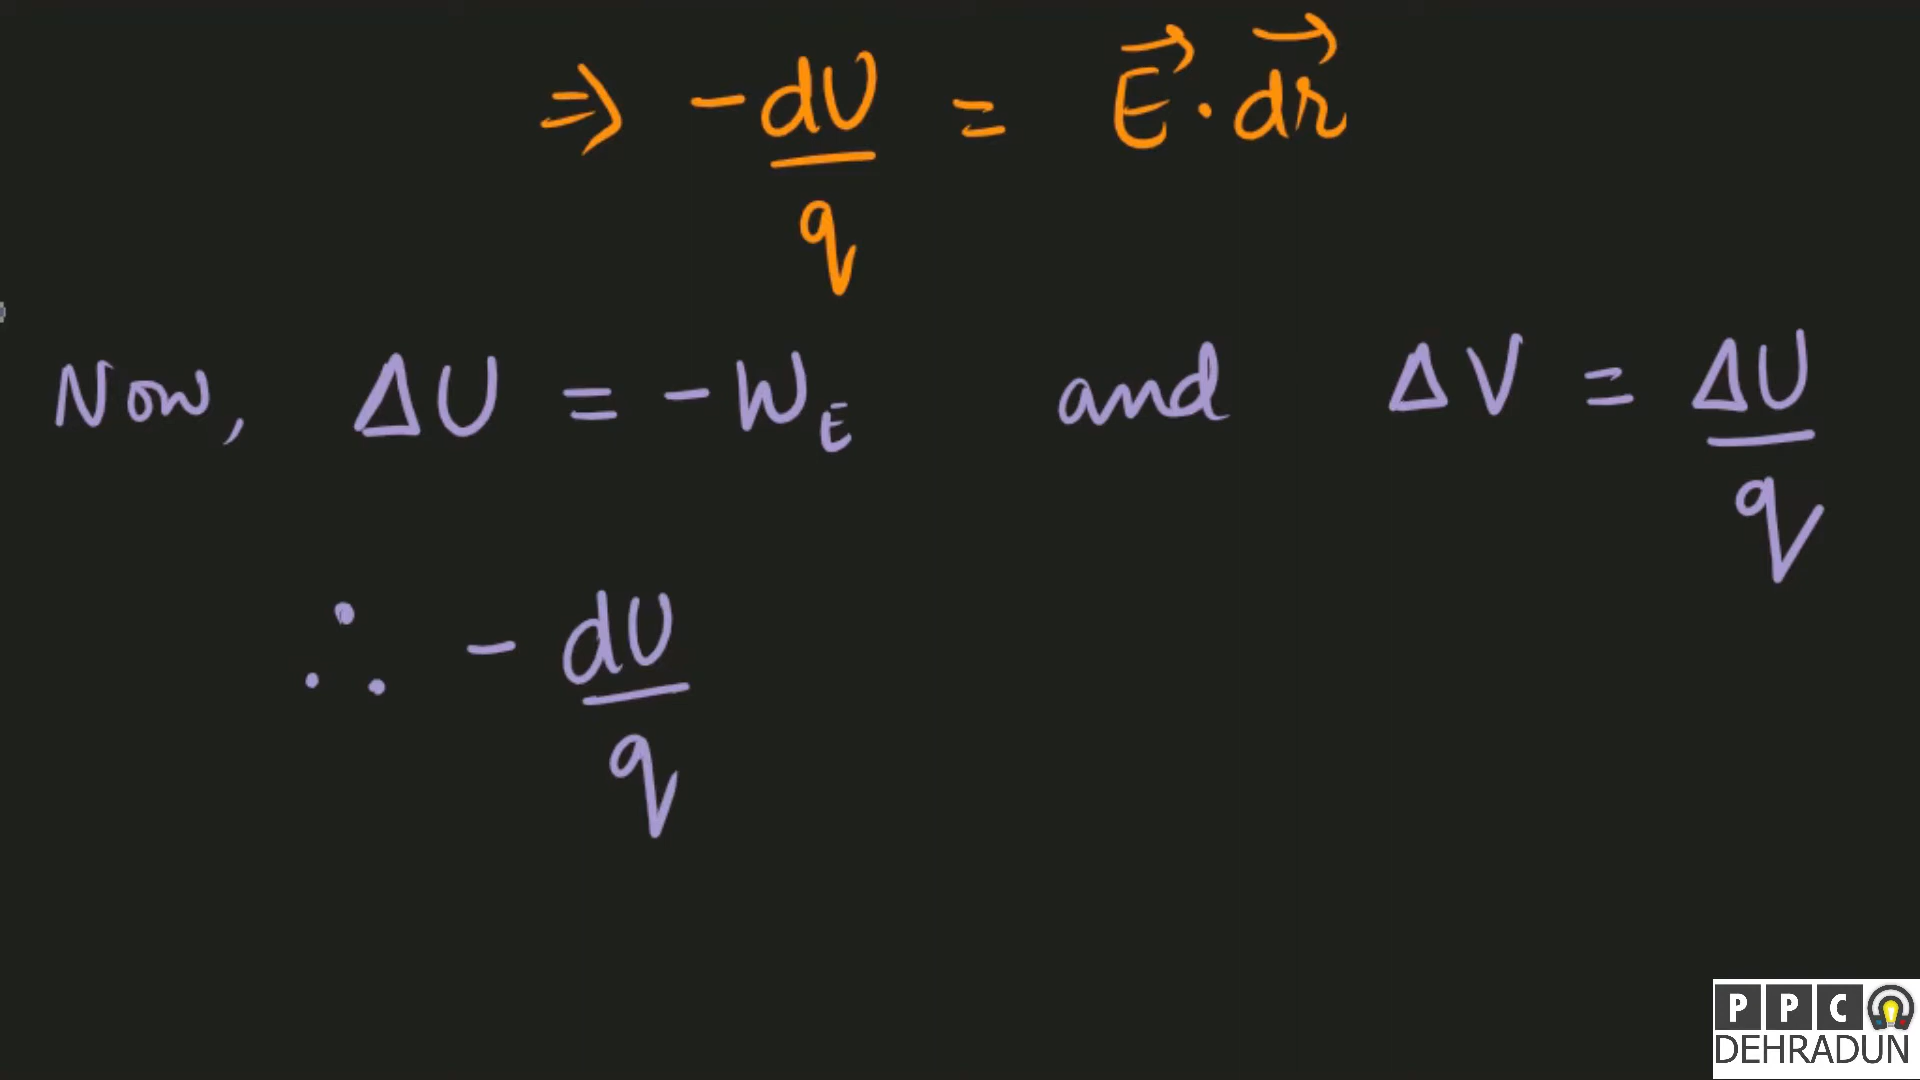 ⇒ -dU/q = E⃗ · dr⃗
Now, ΔU = -W_E and ΔV = ΔU/q
∴ -dU/q
PPC
DEHRADUN